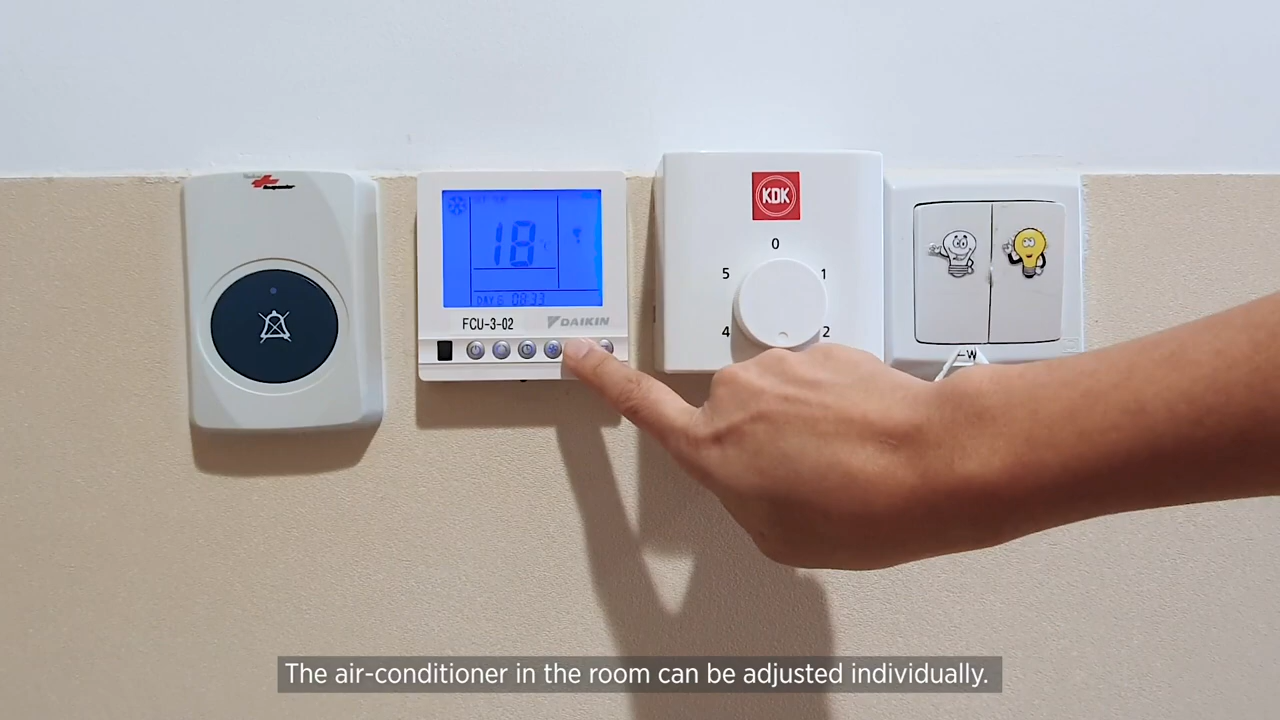 18
DAY 6 08:33
FCU-3-02
DAIKIN
KDK
0
1
2
4
5
W
The air-conditioner in the room can be adjusted individually.